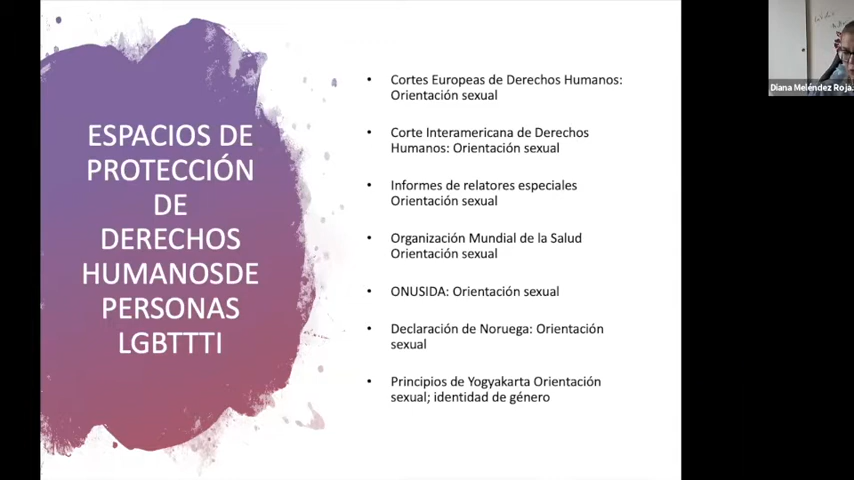 ESPACIOS DE
PROTECCIÓN
DE
DERECHOS
HUMANOSDE
PERSONAS
LGBTTTI
• Cortes Europeas de Derechos Humanos:
Orientación sexual
• Corte Interamericana de Derechos
Humanos: Orientación sexual
• Informes de relatores especiales
Orientación sexual
• Organización Mundial de la Salud
Orientación sexual
• ONUSIDA: Orientación sexual
• Declaración de Noruega: Orientación
sexual
• Principios de Yogyakarta Orientación
sexual; identidad de género
Diana Meléndez Roja...